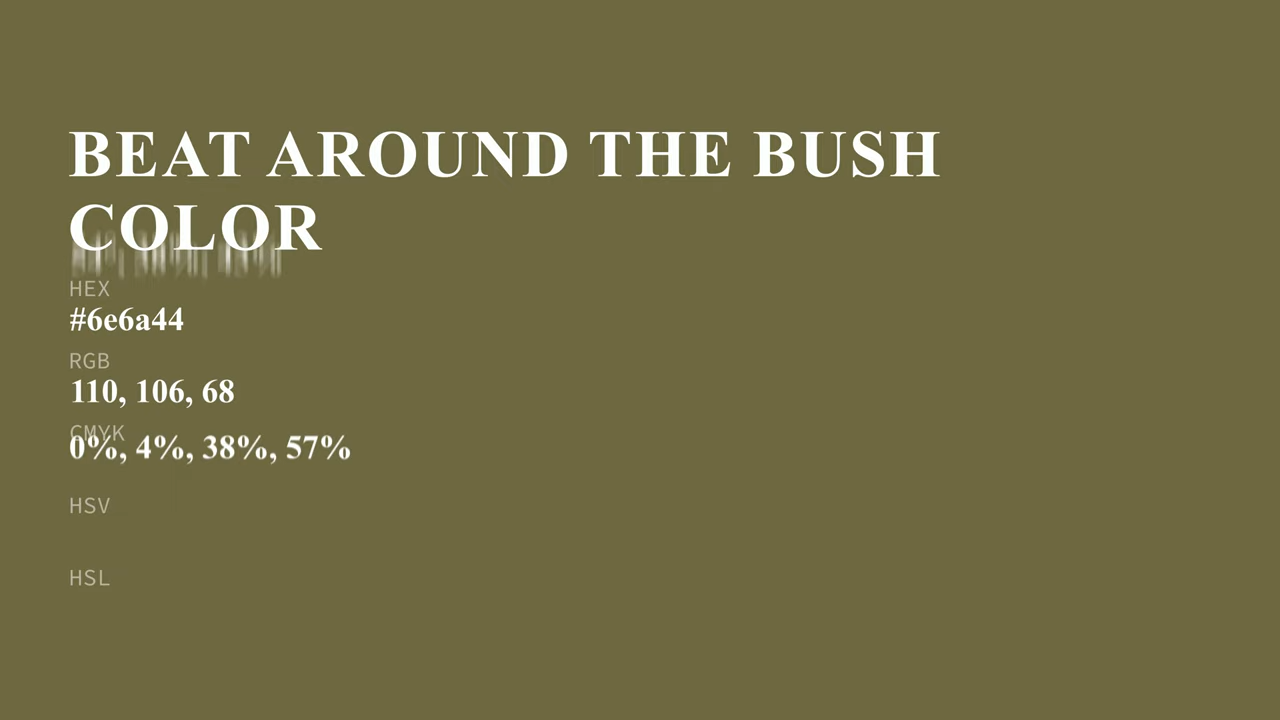 BEAT AROUND THE BUSH
COLOR
HEX
#6e6a44
RGB
110, 106, 68
CMYK
0%, 4%, 38%, 57%
HSV
HSL